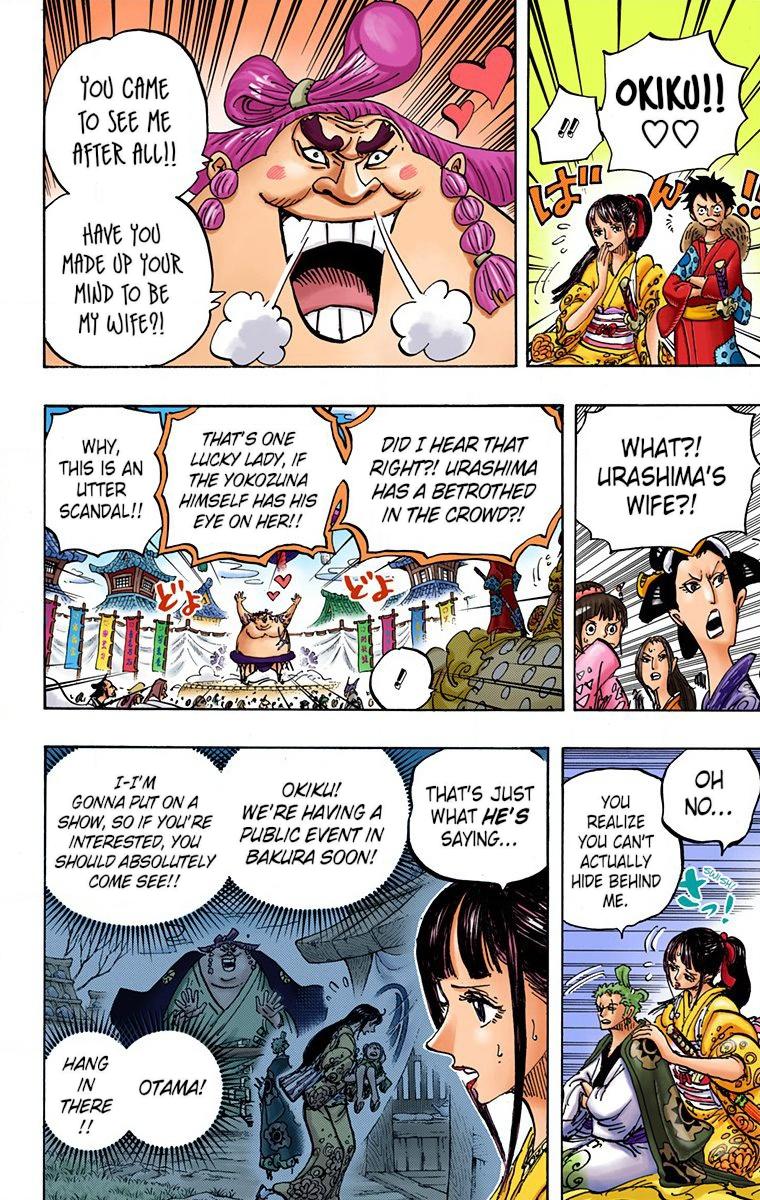 OKIKU!!
♡♡
!!
ばん!!
YOU CAME
TO SEE ME
AFTER ALL!!
HAVE YOU
MADE UP YOUR
MIND TO BE
MY WIFE?!
WHAT?!
URASHIMA'S
WIFE?!
DID I HEAR THAT
RIGHT?! URASHIMA
HAS A BETROTHED
IN THE CROWD?!
THAT'S ONE
LUCKY LADY, IF
THE YOKOZUNA
HIMSELF HAS HIS
EYE ON HER!!
WHY,
THIS IS AN
UTTER
SCANDAL!!
どよ
どよ
!!
OH
NO...
YOU
REALIZE
YOU CAN'T
ACTUALLY
HIDE BEHIND
ME.
SWISH!
さっ!
THAT'S JUST
WHAT HE'S
SAYING...
OKIKU!
WE'RE HAVING A
PUBLIC EVENT IN
BAKURA SOON!
I-I'M
GONNA PUT ON A
SHOW, SO IF YOU'RE
INTERESTED, YOU
SHOULD ABSOLUTELY
COME SEE!!
OTAMA!
HANG
IN
THERE
!!